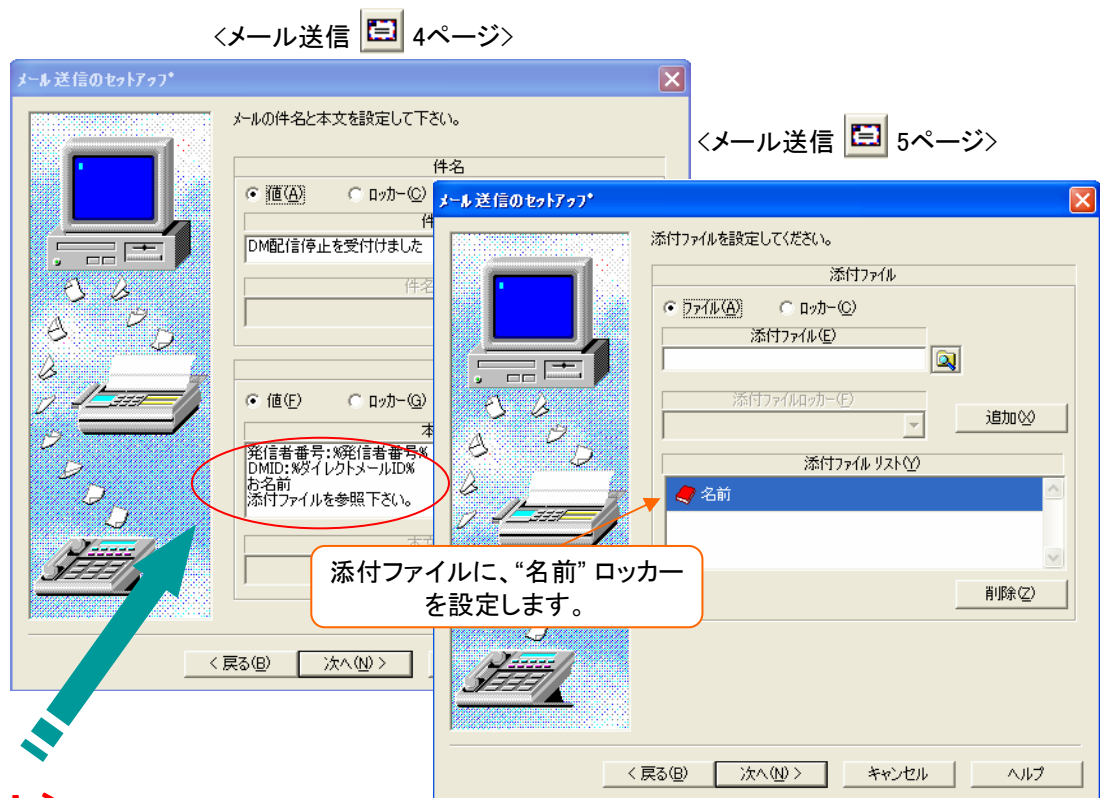 <メール送信 4ページ>
メール送信のセットアップ
メールの件名と本文を設定して下さい。
件名
値(A)
ロッカー(C)
DM配信停止を受付けました
件名
値(F)
ロッカー(G)
発信者番号:%発信者番号%
DMID:%ダイレクトメールID%
お名前
添付ファイルを参照下さい。
< 戻る(B)
次へ(N) >
<メール送信 5ページ>
メール送信のセットアップ
添付ファイルを設定してください。
添付ファイル
ファイル(A)
ロッカー(C)
添付ファイル(E)
添付ファイルロッカー(F)
追加(X)
添付ファイル リスト(Y)
名前
削除(Z)
添付ファイルに、“名前” ロッカー
を設定します。
< 戻る(B)
次へ(N) >
キャンセル
ヘルプ